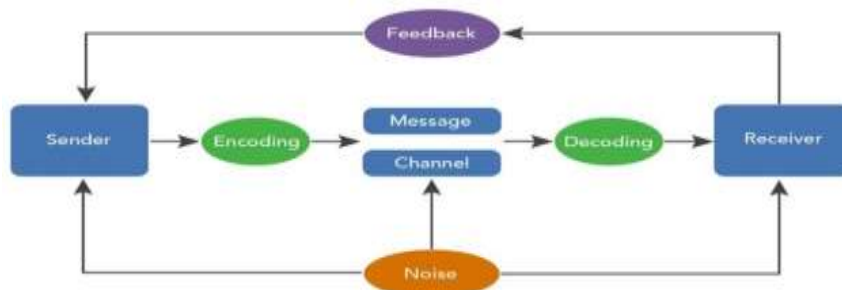 Feedback
Sender
Encoding
Message
Channel
Decoding
Receiver
Noise